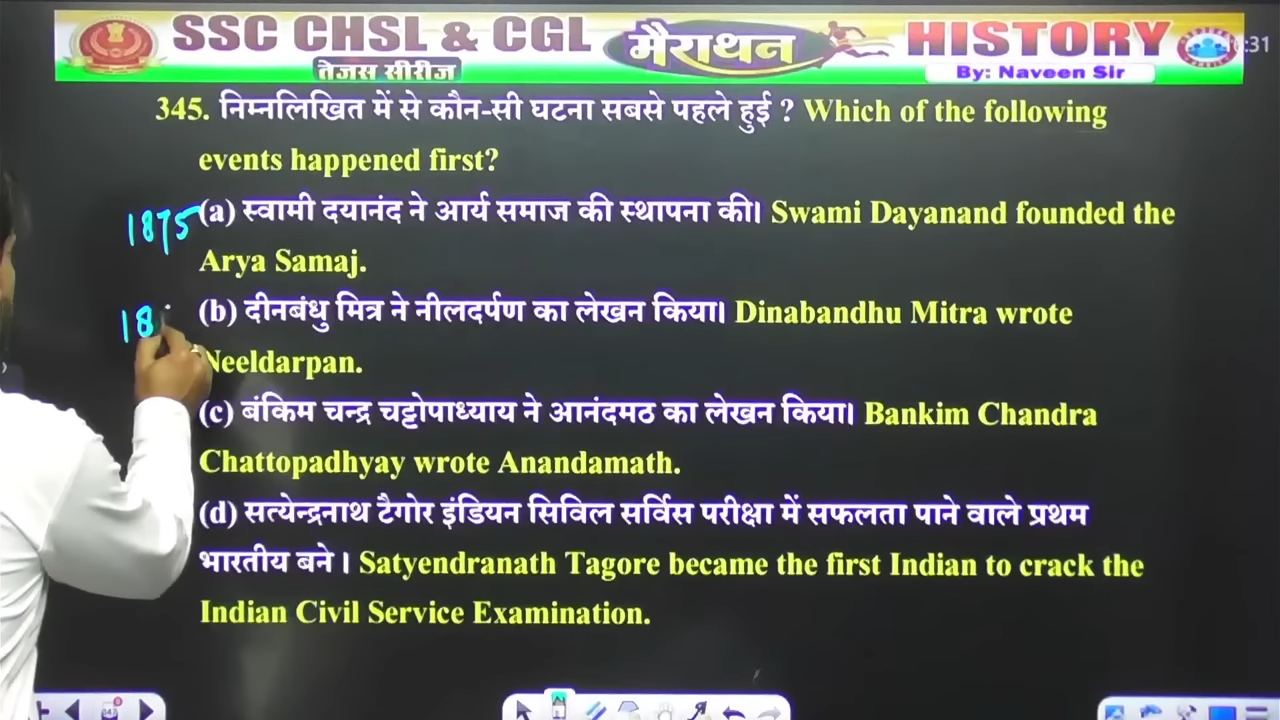 SSC CHSL & CGL मैराथन HISTORY
तेजस सीरीज
By: Naveen Sir
345. निम्नलिखित में से कौन-सी घटना सबसे पहले हुई ? Which of the following
events happened first?
1875 (a) स्वामी दयानंद ने आर्य समाज की स्थापना की। Swami Dayanand founded the
Arya Samaj.
18 (b) दीनबंधु मित्र ने नीलदर्पण का लेखन किया। Dinabandhu Mitra wrote
Neeldarpan.
(c) बंकिम चन्द्र चट्टोपाध्याय ने आनंदमठ का लेखन किया। Bankim Chandra
Chattopadhyay wrote Anandamath.
(d) सत्येन्द्रनाथ टैगोर इंडियन सिविल सर्विस परीक्षा में सफलता पाने वाले प्रथम
भारतीय बने । Satyendranath Tagore became the first Indian to crack the
Indian Civil Service Examination.